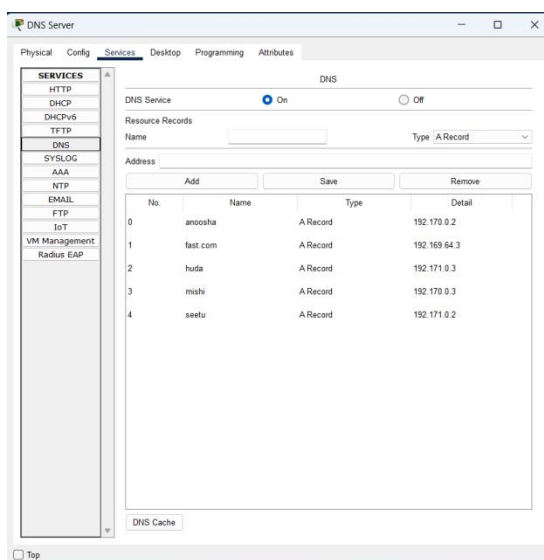 DNS Server
Physical Config Services Desktop Programming Attributes
SERVICES
HTTP
DHCP
DHCPv6
TFTP
DNS
SYSLOG
AAA
NTP
EMAIL
FTP
IoT
VM Management
Radius EAP
DNS
DNS Service On Off
Resource Records
Name Type A Record
Address
Add Save Remove
No. Name Type Detail
0 anoosha A Record 192.170.0.2
1 fast.com A Record 192.169.64.3
2 huda A Record 192.171.0.3
3 mishi A Record 192.170.0.3
4 seetu A Record 192.171.0.2
DNS Cache
Top